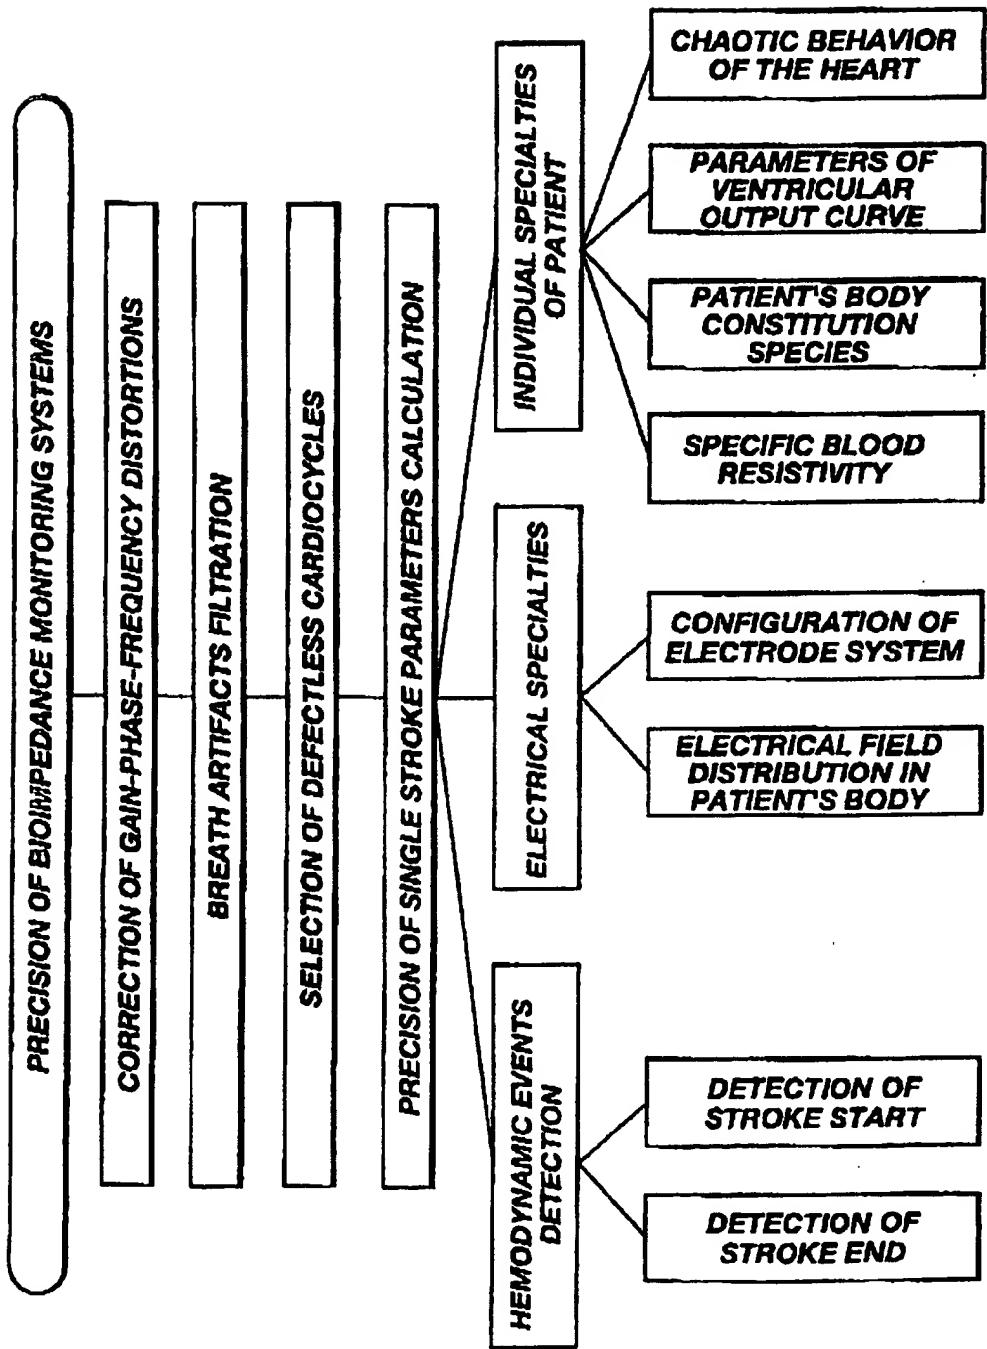 PRECISION OF BIOIMPEDANCE MONITORING SYSTEMS
CORRECTION OF GAIN-PHASE-FREQUENCY DISTORTIONS
BREATH ARTIFACTS FILTRATION
SELECTION OF DEFECTLESS CARDIOCYCLES
PRECISION OF SINGLE STROKE PARAMETERS CALCULATION
HEMODYNAMIC EVENTS
DETECTION
ELECTRICAL SPECIALTIES
INDIVIDUAL SPECIALTIES
OF PATIENT
CHAOTIC BEHAVIOR
OF THE HEART
PARAMETERS OF
VENTRICULAR
OUTPUT CURVE
PATIENT'S BODY
CONSTITUTION
SPECIES
SPECIFIC BLOOD
RESISTIVITY
CONFIGURATION OF
ELECTRODE SYSTEM
ELECTRICAL FIELD
DISTRIBUTION IN
PATIENT'S BODY
DETECTION OF
STROKE START
DETECTION OF
STROKE END